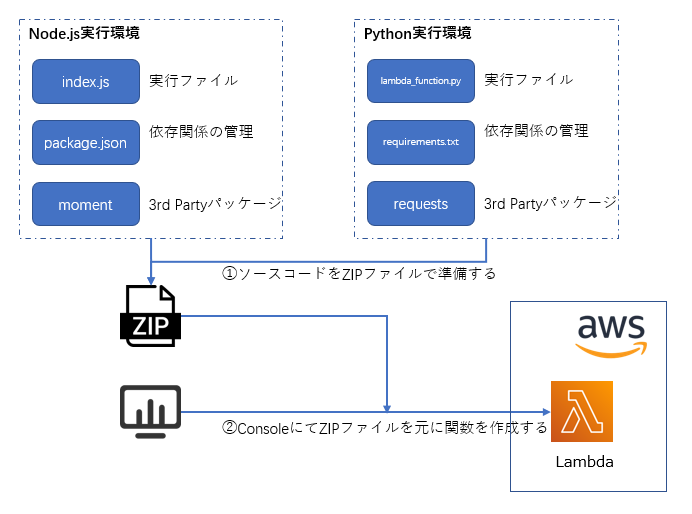 Node.js実行環境
index.js
実行ファイル
package.json
依存関係の管理
moment
3rd Partyパッケージ
Python実行環境
lambda_function.py
実行ファイル
requirements.txt
依存関係の管理
requests
3rd Partyパッケージ
①ソースコードをZIPファイルで準備する
ZIP
aws
②ConsoleにてZIPファイルを元に関数を作成する
Lambda